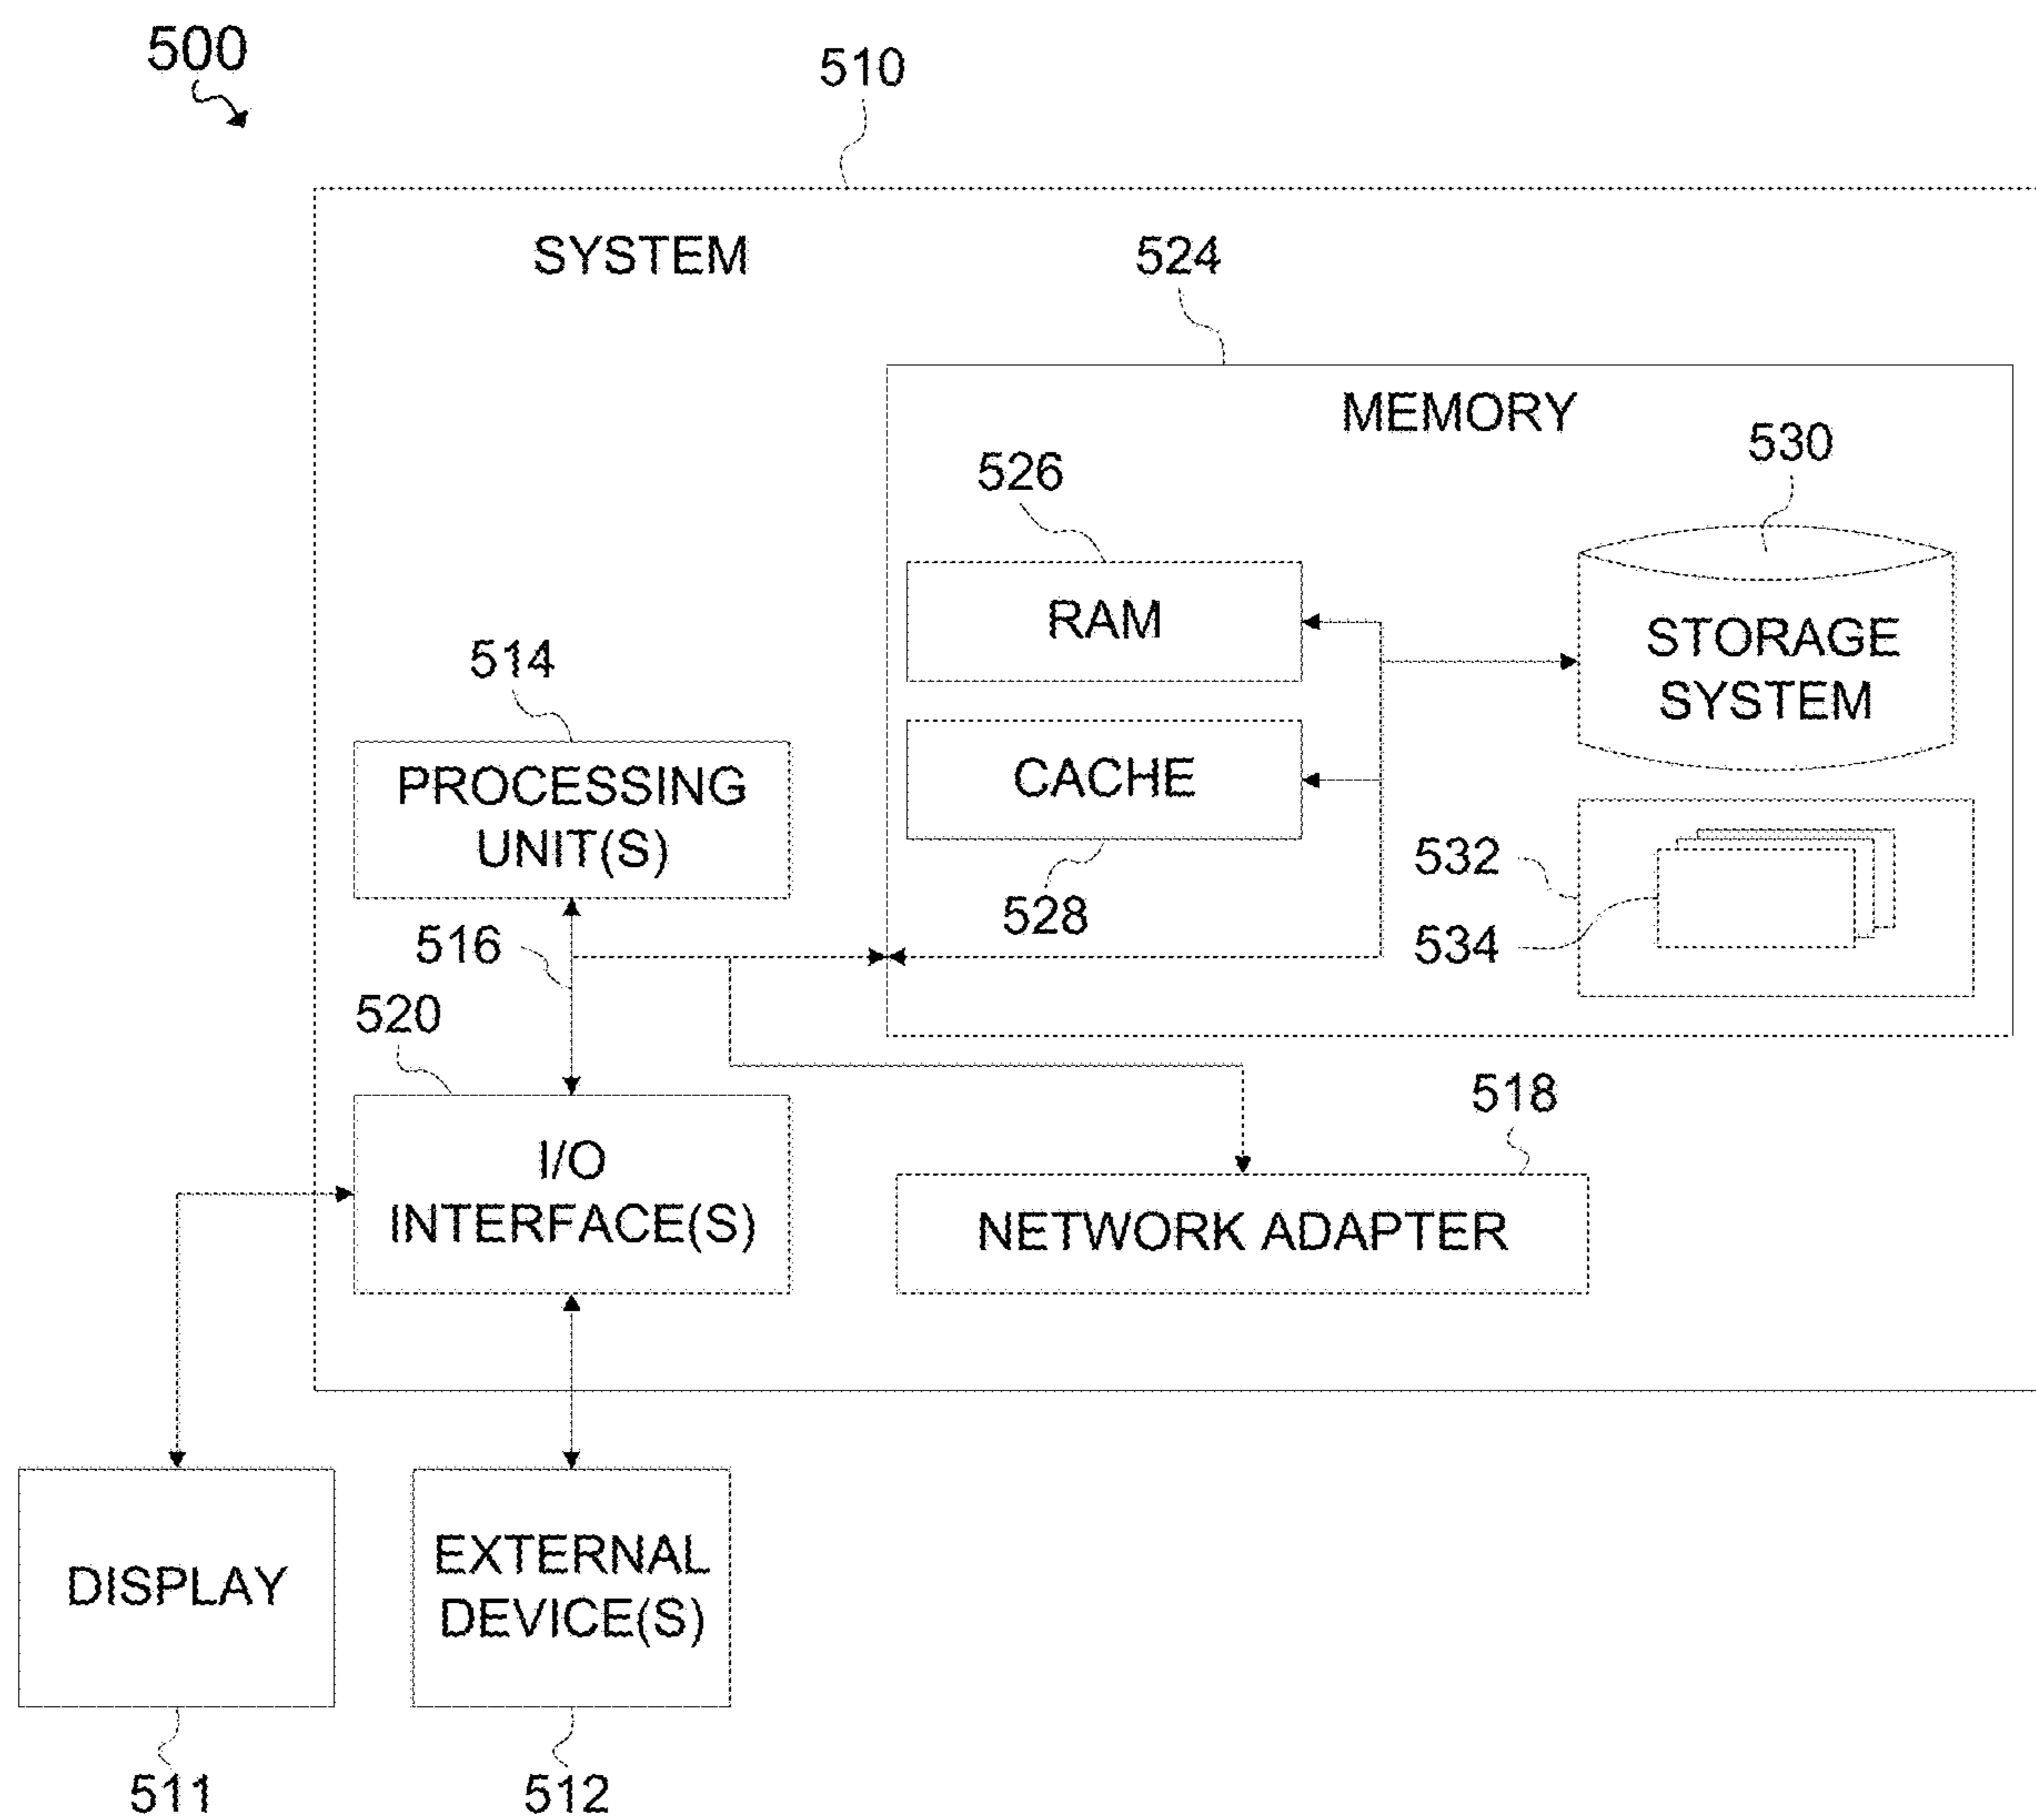 500
510
SYSTEM
524
MEMORY
530
526
RAM
STORAGE
SYSTEM
514
PROCESSING
UNIT(S)
CACHE
532
528
534
516
520
518
I/O
INTERFACE(S)
NETWORK ADAPTER
DISPLAY
EXTERNAL
DEVICE(S)
511
512